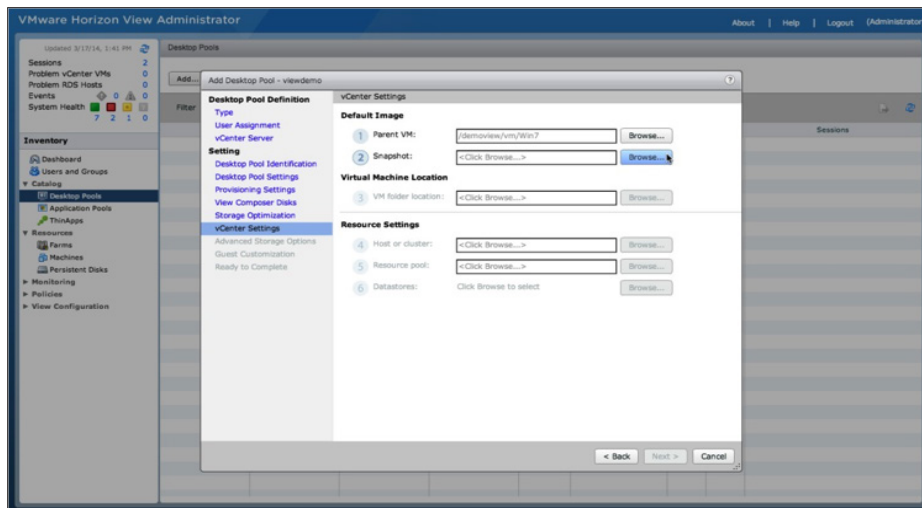 VMware Horizon View Administrator
About | Help | Logout (Administrator
Updated 3/17/14, 1:41 PM
Sessions 2
Problem vCenter VMs 0
Problem RDS Hosts 0
Events 0 0
System Health
7 2 1 0
Inventory
Dashboard
Users and Groups
Catalog
Desktop Pools
Application Pools
ThinApps
Resources
Farms
Machines
Persistent Disks
Monitoring
Policies
View Configuration
Desktop Pools
Add...
Filter
Sessions
Add Desktop Pool - viewdemo
?
Desktop Pool Definition
Type
User Assignment
vCenter Server
Setting
Desktop Pool Identification
Desktop Pool Settings
Provisioning Settings
View Composer Disks
Storage Optimization
vCenter Settings
Advanced Storage Options
Guest Customization
Ready to Complete
vCenter Settings
Default Image
1 Parent VM: /demoview/vm/Win7 Browse...
2 Snapshot: <Click Browse...> Browse...
Virtual Machine Location
3 VM folder location: <Click Browse...> Browse...
Resource Settings
4 Host or cluster: <Click Browse...> Browse...
5 Resource pool: <Click Browse...> Browse...
6 Datastores: Click Browse to select Browse...
< Back Next > Cancel